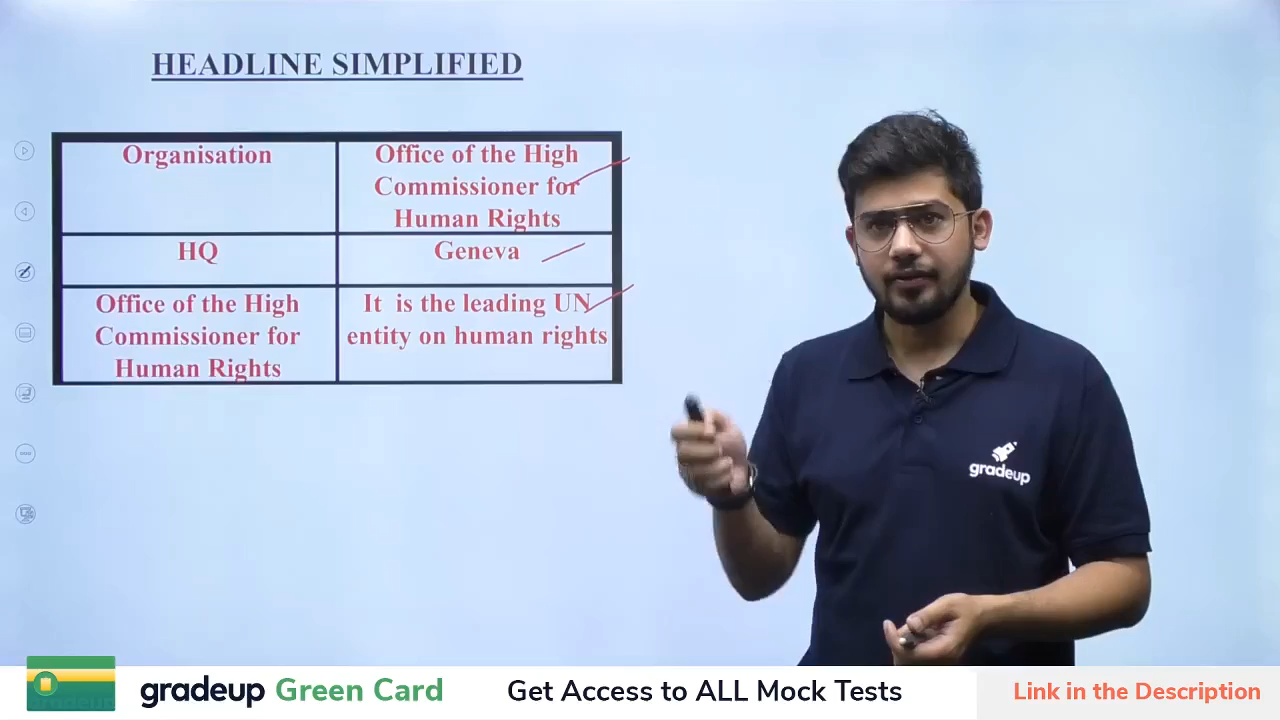 HEADLINE SIMPLIFIED
Organisation
Office of the High
Commissioner for
Human Rights
HQ
Geneva
Office of the High
Commissioner for
Human Rights
It is the leading UN
entity on human rights
gradeup
gradeup Green Card
Get Access to ALL Mock Tests
Link in the Description